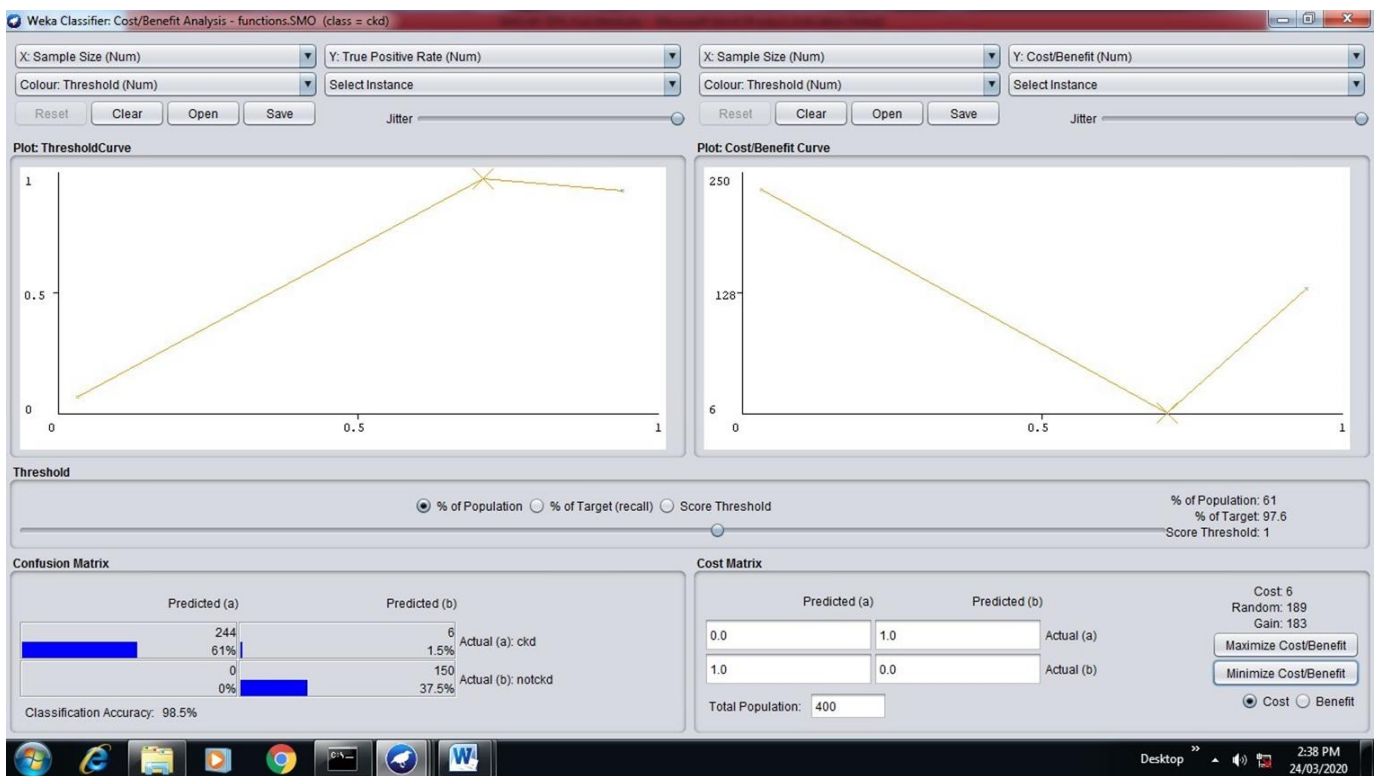 Weka Classifier: Cost/Benefit Analysis - functions.SMO (class = ckd)
X: Sample Size (Num) Y: True Positive Rate (Num) X: Sample Size (Num) Y: Cost/Benefit (Num)
Colour: Threshold (Num) Select Instance Colour: Threshold (Num) Select Instance
Reset Clear Open Save Jitter Reset Clear Open Save Jitter
Plot: ThresholdCurve Plot: Cost/Benefit Curve
1
0.5
0
0 0.5 1
250
128
6
0 0.5 1
Threshold
% of Population % of Target (recall) Score Threshold
% of Population: 61
% of Target: 97.6
Score Threshold: 1
Confusion Matrix
Predicted (a) Predicted (b)
244 6
61% 1.5% Actual (a): ckd
0 150
0% 37.5% Actual (b): notckd
Classification Accuracy: 98.5%
Cost Matrix
Predicted (a) Predicted (b)
0.0 1.0 Actual (a)
1.0 0.0 Actual (b)
Total Population: 400
Cost: 6
Random: 189
Gain: 183
Maximize Cost/Benefit
Minimize Cost/Benefit
Cost Benefit
Desktop
2:38 PM
24/03/2020